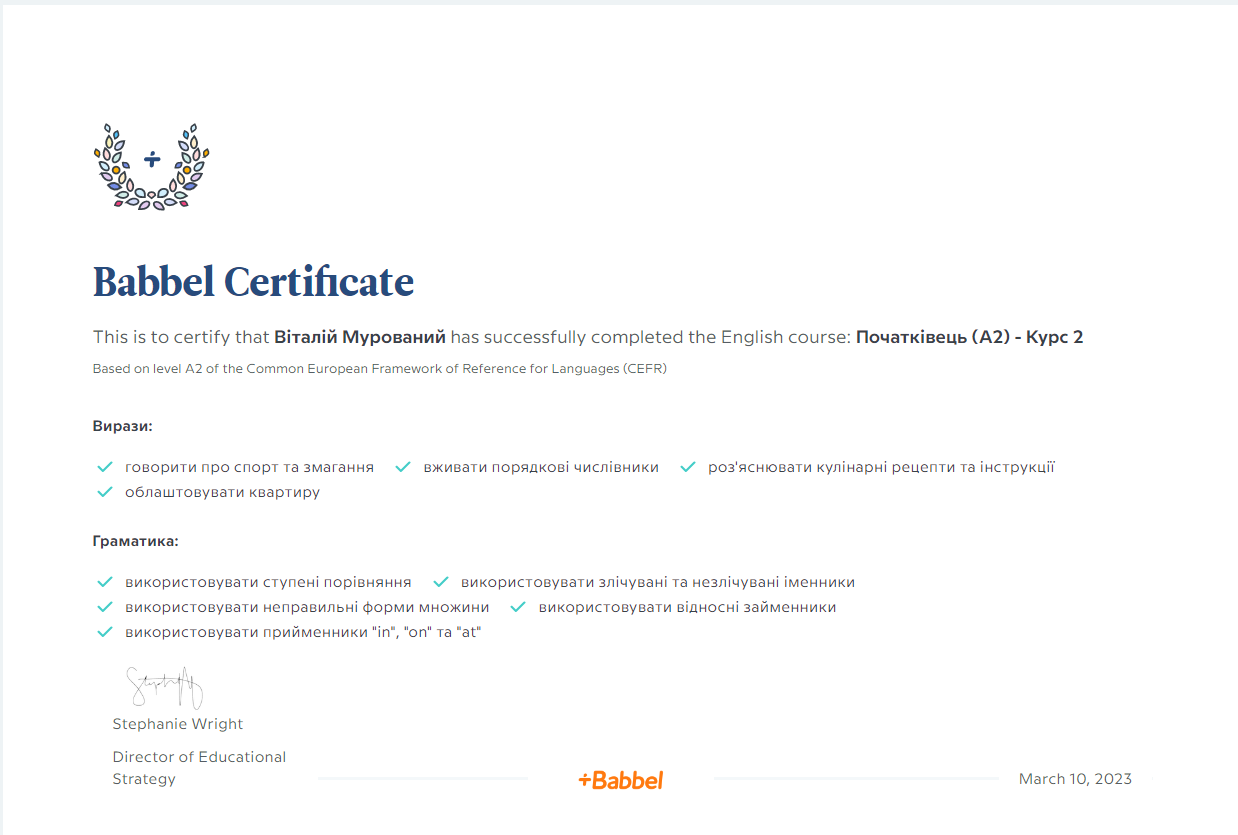 Babbel Certificate
This is to certify that Віталій Мурований has successfully completed the English course: Початківець (A2) - Курс 2
Based on level A2 of the Common European Framework of Reference for Languages (CEFR)
Вирази:
говорити про спорт та змагання вживати порядкові числівники роз'яснювати кулінарні рецепти та інструкції
облаштовувати квартиру
Граматика:
використовувати ступені порівняння використовувати злічувані та незлічувані іменники
використовувати неправильні форми множини використовувати відносні займенники
використовувати прийменники "in", "on" та "at"
Stephanie Wright
Director of Educational
Strategy
+Babbel
March 10, 2023